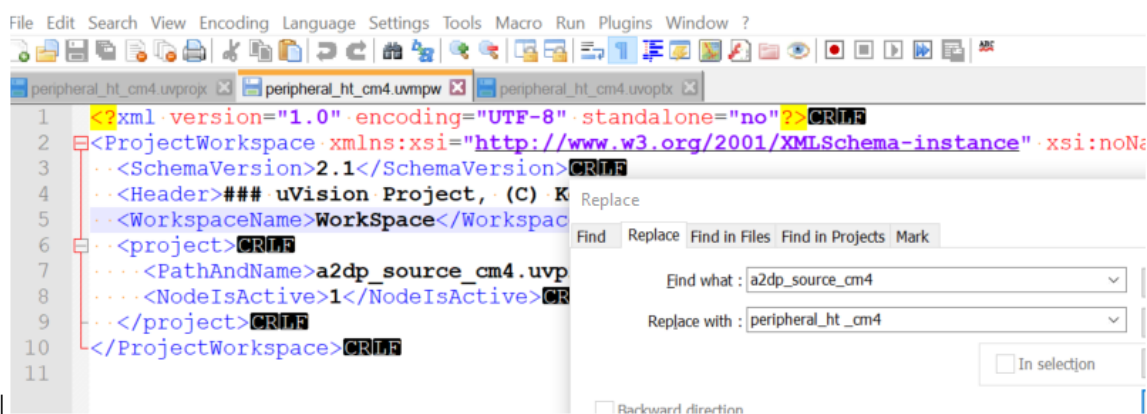 File Edit Search View Encoding Language Settings Tools Macro Run Plugins Window ?
ABC
peripheral_ht_cm4.uvprojx peripheral_ht_cm4.uvmpw peripheral_ht_cm4.uvoptx
1 <?xml version="1.0" encoding="UTF-8" standalone="no"?>CRLF
2 <ProjectWorkspace xmlns:xsi="http://www.w3.org/2001/XMLSchema-instance" xsi:noNa
3 <SchemaVersion>2.1</SchemaVersion>CRLF
4 <Header>### uVision Project, (C) K
5 <WorkspaceName>WorkSpace</Workspac
6 <project>CRLF
7 <PathAndName>a2dp_source_cm4.uvp
8 <NodeIsActive>1</NodeIsActive>CR
9 </project>CRLF
10 </ProjectWorkspace>CRLF
11
Replace
Find Replace Find in Files Find in Projects Mark
Find what : a2dp_source_cm4
Replace with : peripheral_ht _cm4
In selection
Backward direction